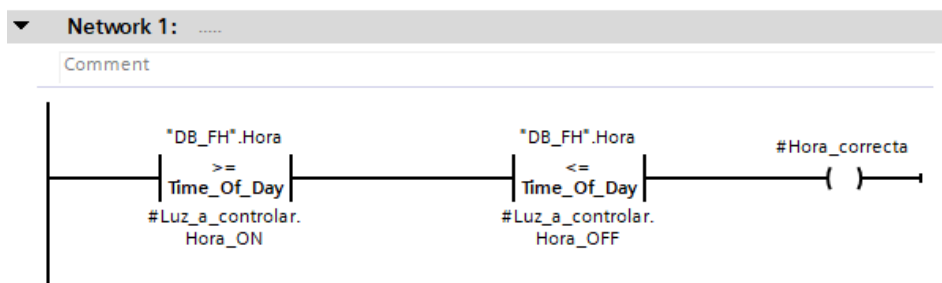 Network 1: .....
Comment
"DB_FH".Hora
>=
Time_Of_Day
#Luz_a_controlar.
Hora_ON
"DB_FH".Hora
<=
Time_Of_Day
#Luz_a_controlar.
Hora_OFF
#Hora_correcta